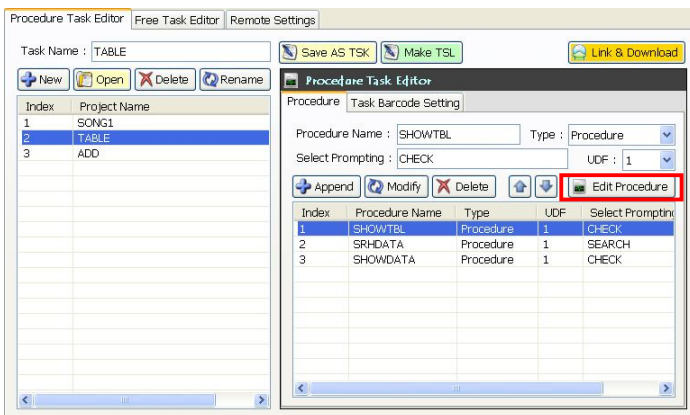 Procedure Task Editor Free Task Editor Remote Settings
Task Name : TABLE Save AS TSK Make TSL Link & Download
New Open Delete Rename
Index Project Name
1 SONG1
2 TABLE
3 ADD
Procedure Task Editor
Procedure Task Barcode Setting
Procedure Name : SHOWTBL Type : Procedure
Select Prompting : CHECK UDF : 1
Append Modify Delete Edit Procedure
Index Procedure Name Type UDF Select Prompting
1 SHOWTBL Procedure 1 CHECK
2 SRHDATA Procedure 1 SEARCH
3 SHOWDATA Procedure 1 CHECK